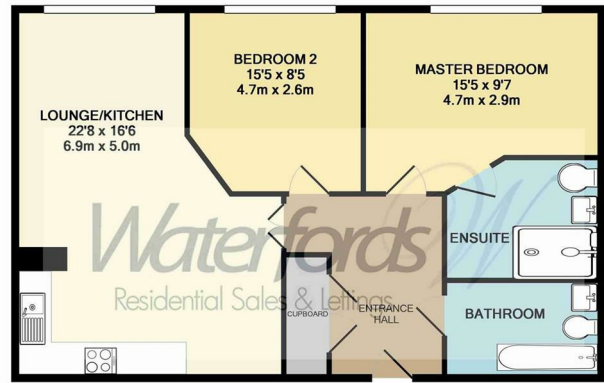 BEDROOM 2
15'5 x 8'5
4.7m x 2.6m
MASTER BEDROOM
15'5 x 9'7
4.7m x 2.9m
LOUNGE/KITCHEN
22'8 x 16'6
6.9m x 5.0m
Waterfords
W
Residential Sales & Lettings
ENSUITE
CUPBOARD
ENTRANCE
HALL
BATHROOM